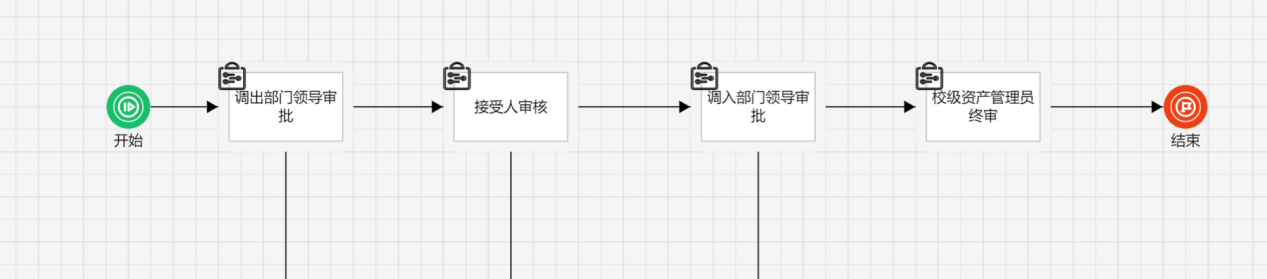 调出部门领导审
批
接受人审核
调入部门领导审
批
校级资产管理员
终审
开始
结束